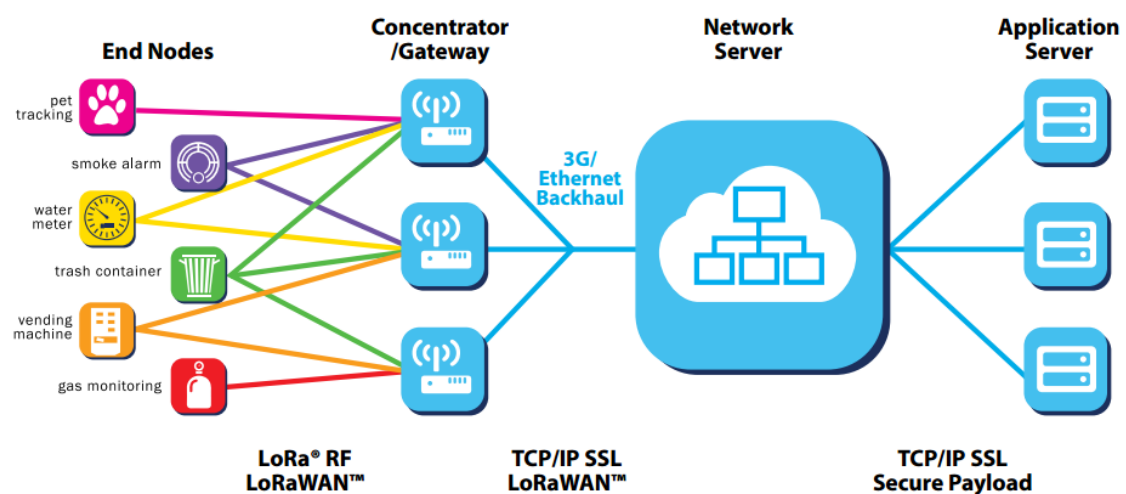 End Nodes
Concentrator
/Gateway
Network
Server
Application
Server
pet
tracking
smoke alarm
water
meter
trash container
vending
machine
gas monitoring
3G/
Ethernet
Backhaul
LoRa® RF
LoRaWAN™
TCP/IP SSL
LoRaWAN™
TCP/IP SSL
Secure Payload